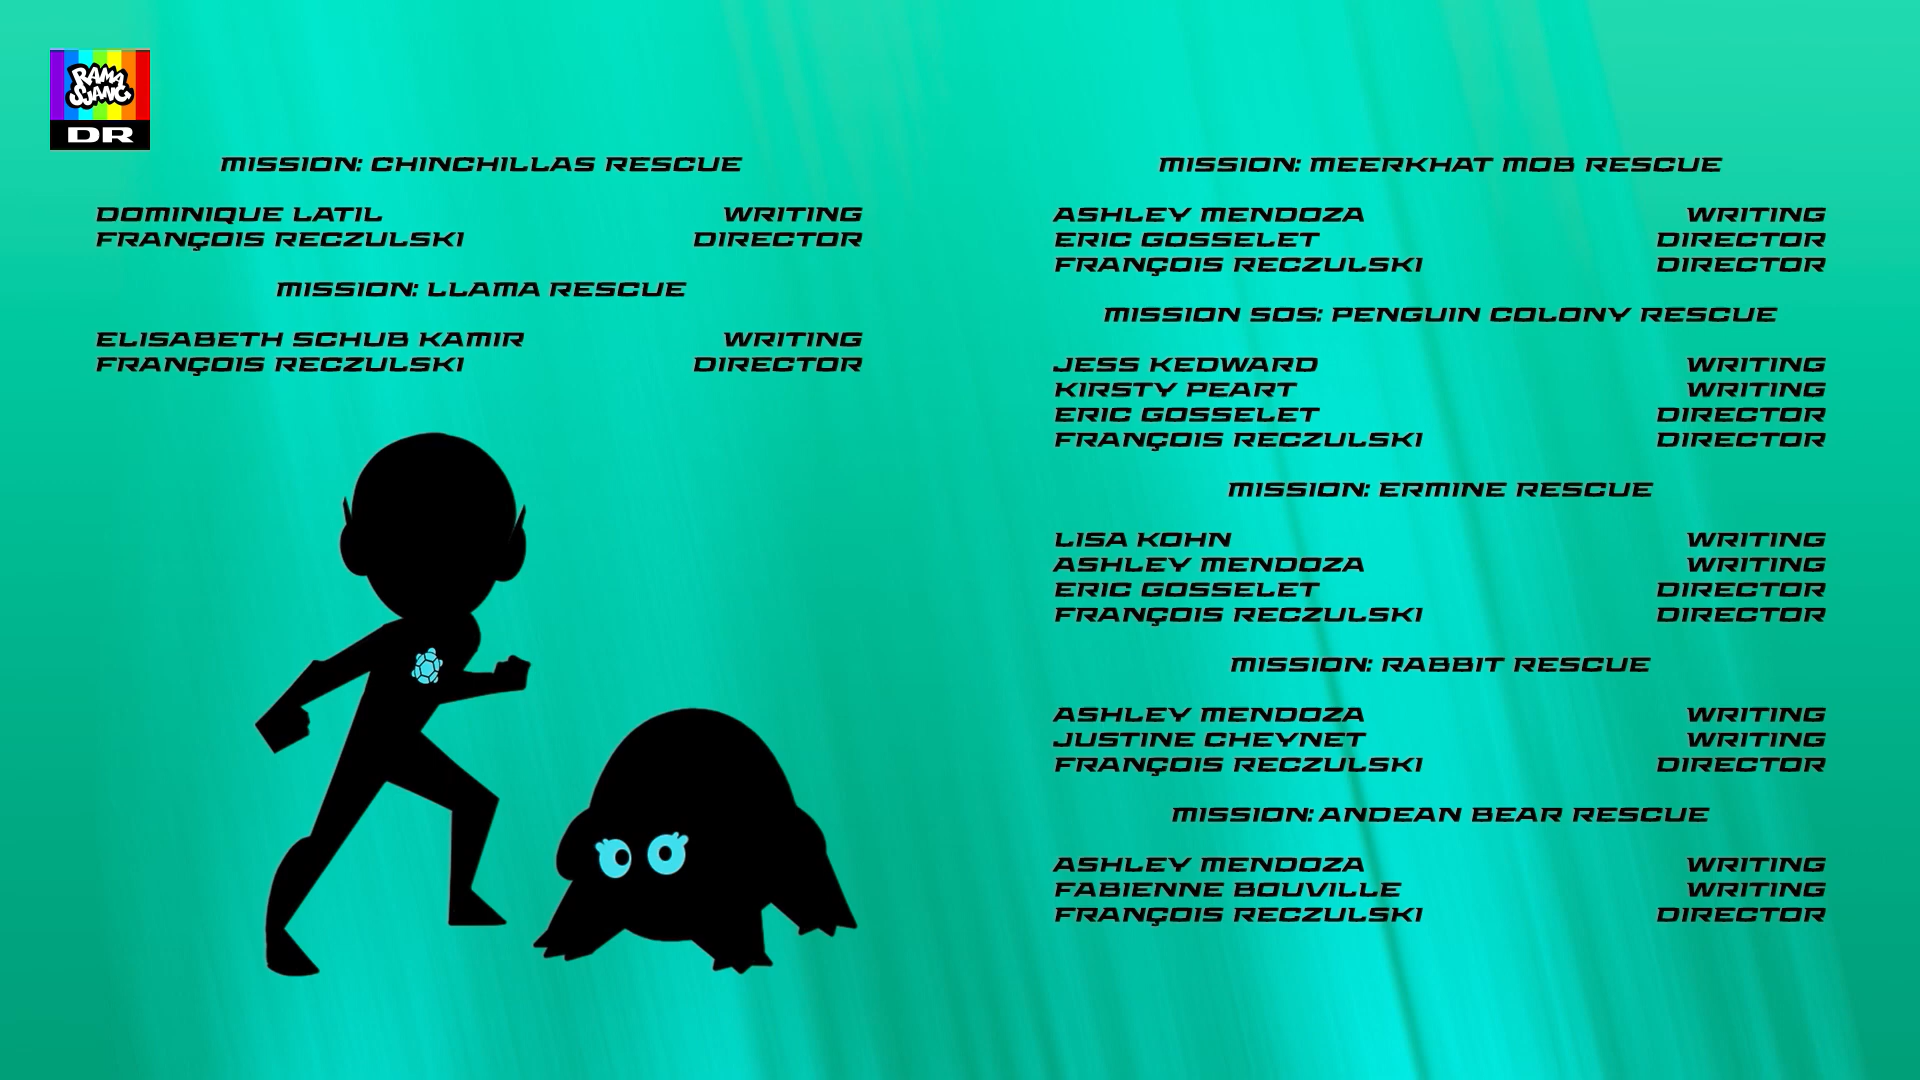 RAMA
SJANG
DR
MISSION: CHINCHILLAS RESCUE
DOMINIQUE LATIL WRITING
FRANÇOIS RECZULSKI DIRECTOR
MISSION: LLAMA RESCUE
ELISABETH SCHUB KAMIR WRITING
FRANÇOIS RECZULSKI DIRECTOR
MISSION: MEERKHAT MOB RESCUE
ASHLEY MENDOZA WRITING
ERIC GOSSELET DIRECTOR
FRANÇOIS RECZULSKI DIRECTOR
MISSION SOS: PENGUIN COLONY RESCUE
JESS KEDWARD WRITING
KIRSTY PEART WRITING
ERIC GOSSELET DIRECTOR
FRANÇOIS RECZULSKI DIRECTOR
MISSION: ERMINE RESCUE
LISA KOHN WRITING
ASHLEY MENDOZA WRITING
ERIC GOSSELET DIRECTOR
FRANÇOIS RECZULSKI DIRECTOR
MISSION: RABBIT RESCUE
ASHLEY MENDOZA WRITING
JUSTINE CHEYNET WRITING
FRANÇOIS RECZULSKI DIRECTOR
MISSION: ANDEAN BEAR RESCUE
ASHLEY MENDOZA WRITING
FABIENNE BOUVILLE WRITING
FRANÇOIS RECZULSKI DIRECTOR